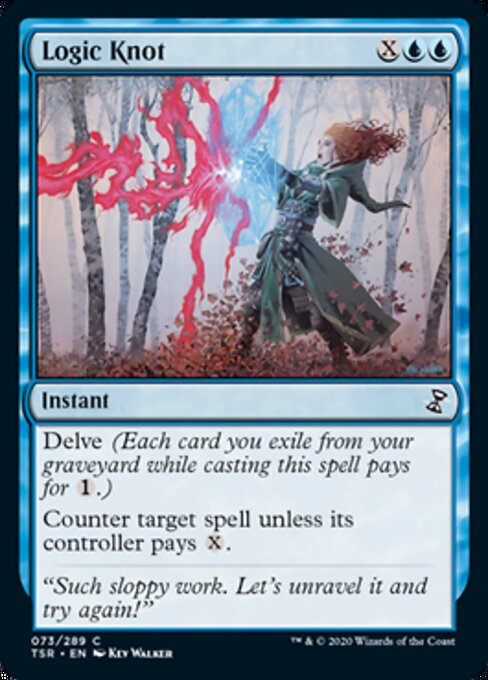 Logic Knot X
Instant
Delve (Each card you exile from your
graveyard while casting this spell pays
for 1.)
Counter target spell unless its
controller pays X.
“Such sloppy work. Let’s unravel it and
try again!”
073/289 C
TSR • EN Kev Walker
™ & © 2020 Wizards of the Coast